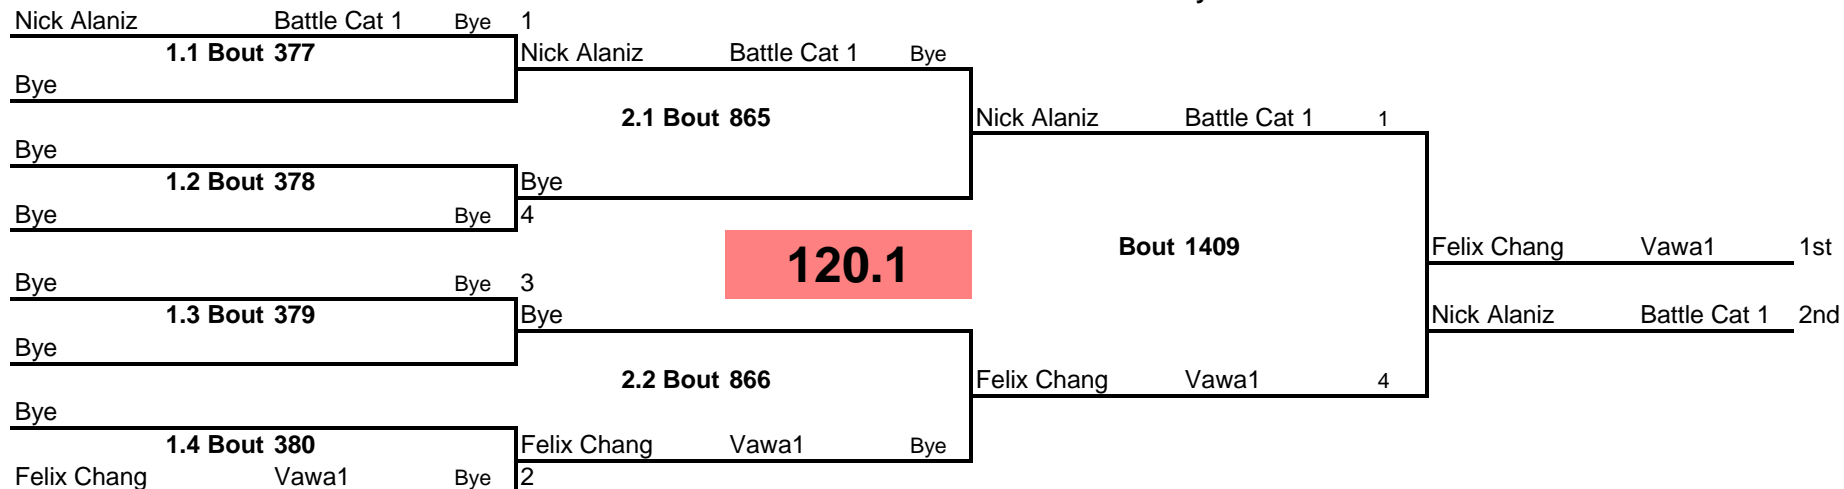 Nick Alaniz Battle Cat 1 Bye 1
1.1 Bout 377 Nick Alaniz Battle Cat 1 Bye
Bye
2.1 Bout 865 Nick Alaniz Battle Cat 1 1
Bye
1.2 Bout 378 Bye
Bye Bye 4
120.1 Bout 1409 Felix Chang Vawa1 1st
Bye Bye 3
1.3 Bout 379 Bye Nick Alaniz Battle Cat 1 2nd
Bye
2.2 Bout 866 Felix Chang Vawa1 4
Bye
1.4 Bout 380 Felix Chang Vawa1 Bye
Felix Chang Vawa1 Bye 2